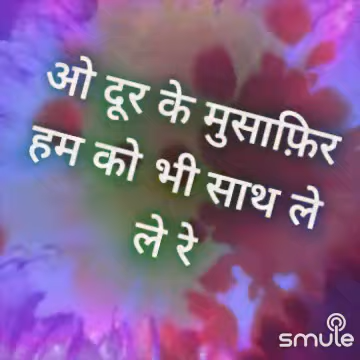 ओ दूर के मुसाफ़िर
हम को भी साथ ले
ले रे
smule